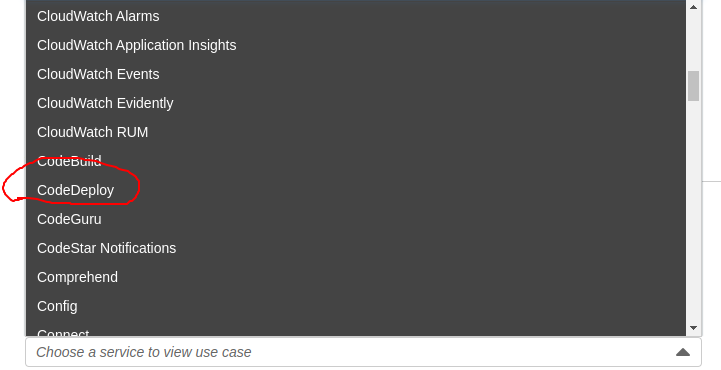 CloudWatch Alarms
CloudWatch Application Insights
CloudWatch Events
CloudWatch Evidently
CloudWatch RUM
CodeBuild
CodeDeploy
CodeGuru
CodeStar Notifications
Comprehend
Config
Connect
Choose a service to view use case